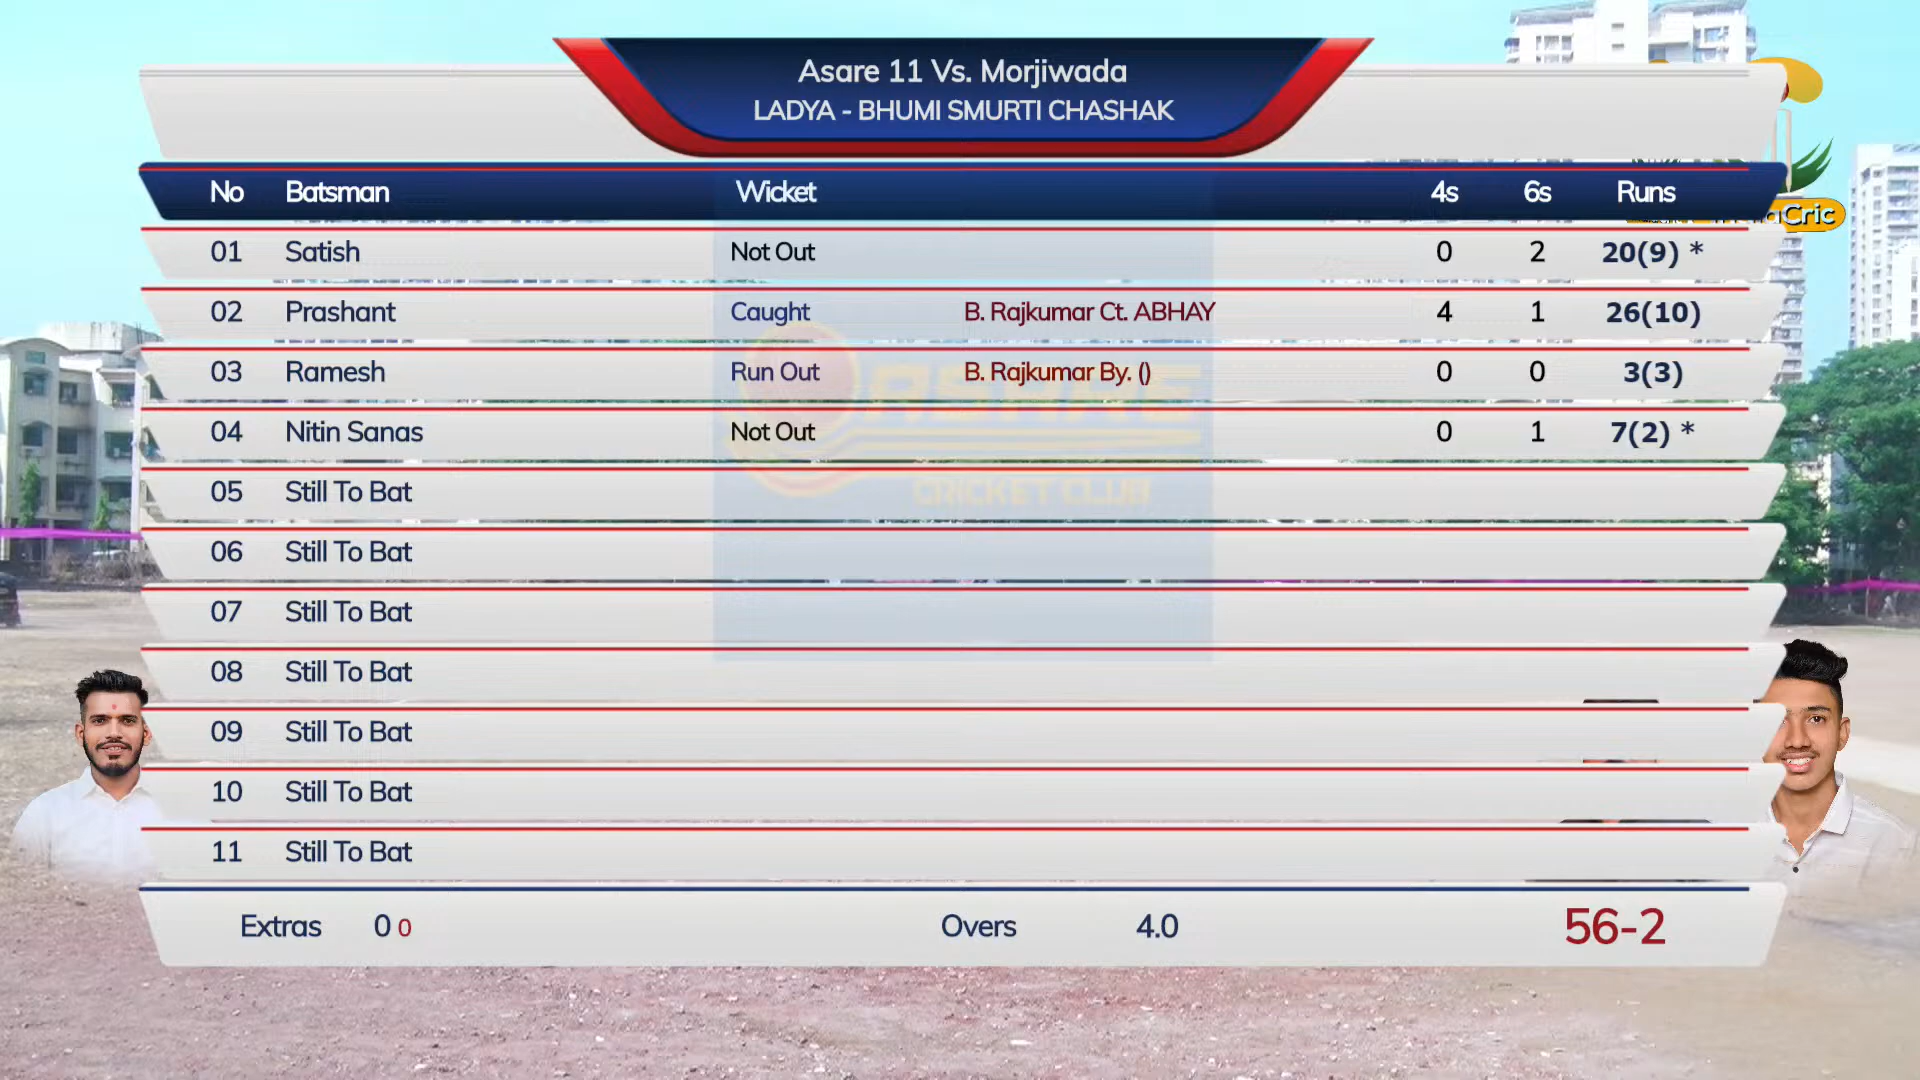 Asare 11 Vs. Morjiwada
LADYA - BHUMI SMURTI CHASHAK
No Batsman Wicket 4s 6s Runs
aCric
01 Satish Not Out 0 2 20(9) *
02 Prashant Caught B. Rajkumar Ct. ABHAY 4 1 26(10)
03 Ramesh Run Out B. Rajkumar By. () 0 0 3(3)
ASHAE
04 Nitin Sanas Not Out 0 1 7(2) *
05 Still To Bat
CRICKET CLUB
06 Still To Bat
07 Still To Bat
08 Still To Bat
09 Still To Bat
10 Still To Bat
11 Still To Bat
Extras 0 0 Overs 4.0 56-2